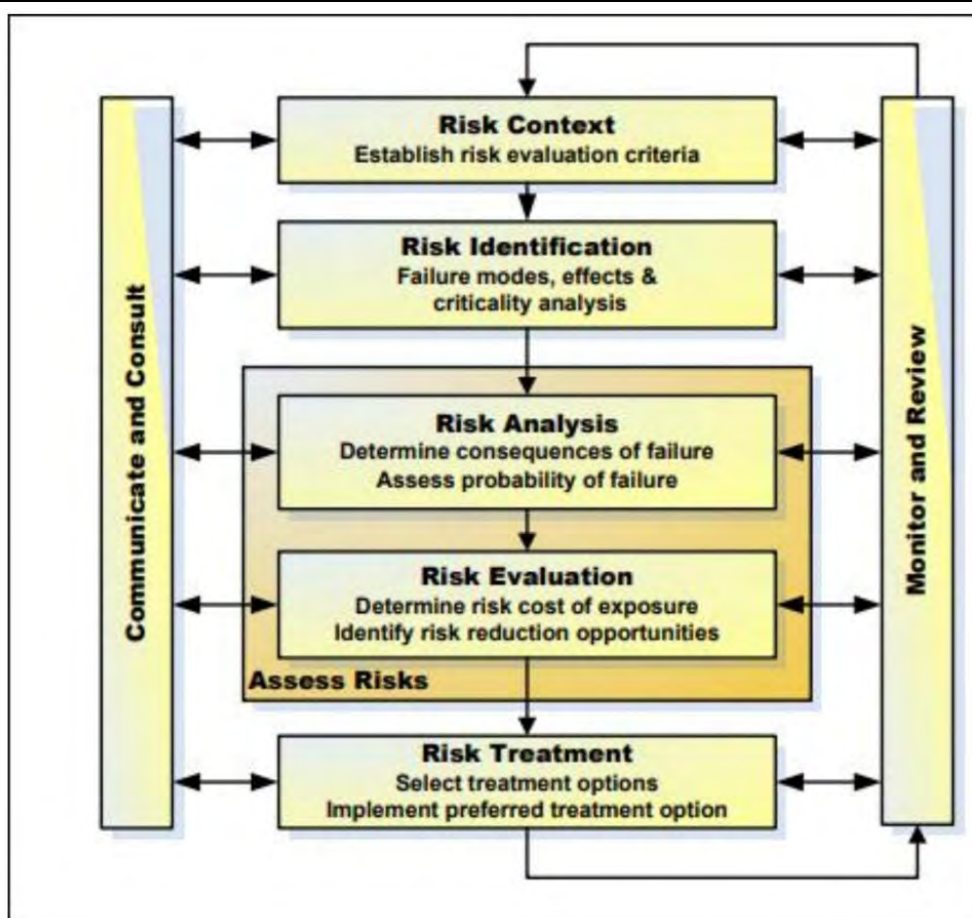 Communicate and Consult
Risk Context
Establish risk evaluation criteria
Risk Identification
Failure modes, effects &
criticality analysis
Risk Analysis
Determine consequences of failure
Assess probability of failure
Risk Evaluation
Determine risk cost of exposure
Identify risk reduction opportunities
Assess Risks
Risk Treatment
Select treatment options
Implement preferred treatment option
Monitor and Review